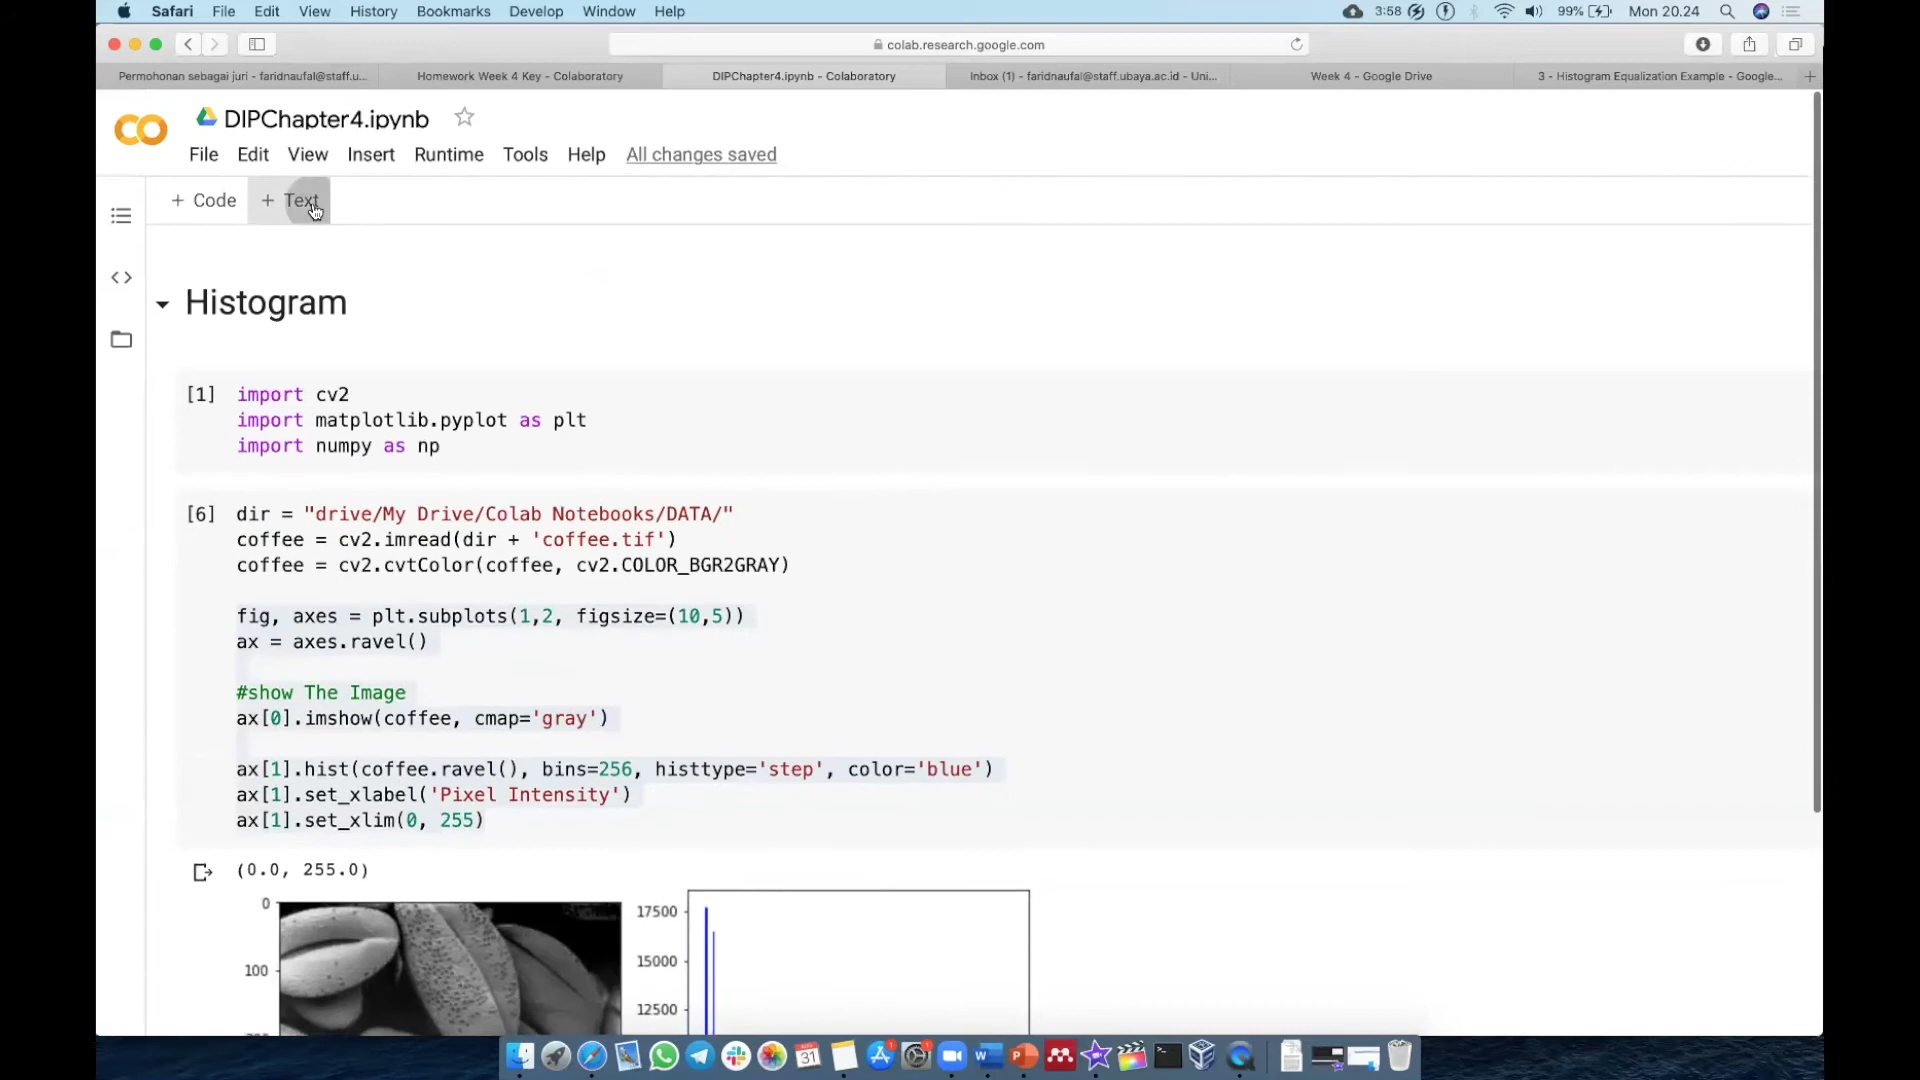 Safari File Edit View History Bookmarks Develop Window Help 3:58 99% Mon 20.24
colab.research.google.com
Permohonan sebagai juri - faridnaufal@staff.u... Homework Week 4 Key - Colaboratory DIPChapter4.ipynb - Colaboratory Inbox (1) - faridnaufal@staff.ubaya.ac.id - Uni... Week 4 - Google Drive 3 - Histogram Equalization Example - Google...
DIPChapter4.ipynb
File Edit View Insert Runtime Tools Help All changes saved
+ Code + Text
Histogram
[1] import cv2
import matplotlib.pyplot as plt
import numpy as np
[6] dir = "drive/My Drive/Colab Notebooks/DATA/"
coffee = cv2.imread(dir + 'coffee.tif')
coffee = cv2.cvtColor(coffee, cv2.COLOR_BGR2GRAY)
fig, axes = plt.subplots(1,2, figsize=(10,5))
ax = axes.ravel()
#show The Image
ax[0].imshow(coffee, cmap='gray')
ax[1].hist(coffee.ravel(), bins=256, histtype='step', color='blue')
ax[1].set_xlabel('Pixel Intensity')
ax[1].set_xlim(0, 255)
(0.0, 255.0)
0
17500
100
15000
12500
31